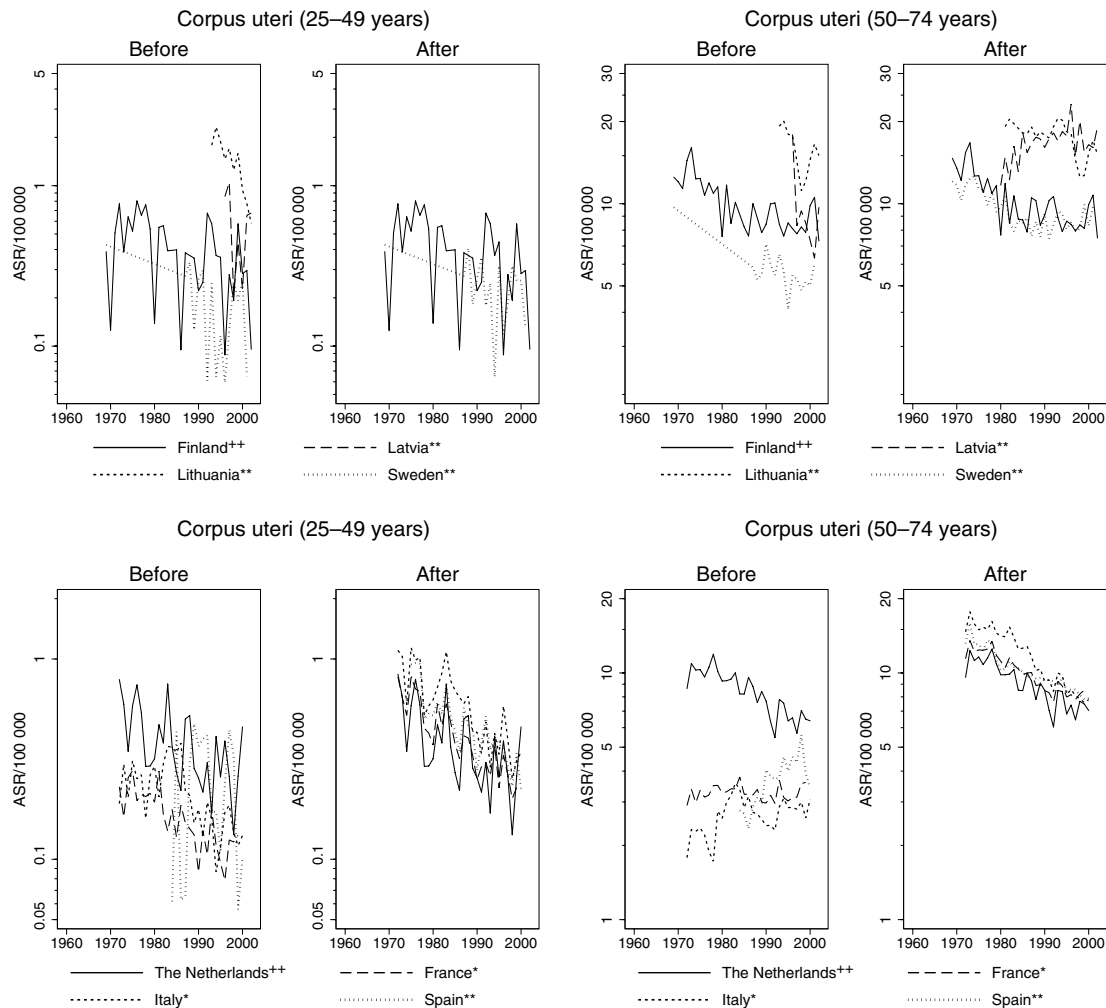 Corpus uteri (25–49 years)
Before
After
ASR/100 000
5
1
0.1
1960 1970 1980 1990 2000
ASR/100 000
5
1
0.1
1960 1970 1980 1990 2000
Finland++
Latvia**
Lithuania**
Sweden**
Corpus uteri (50–74 years)
Before
After
ASR/100 000
30
20
10
5
1960 1970 1980 1990 2000
ASR/100 000
30
20
10
5
1960 1970 1980 1990 2000
Finland++
Latvia**
Lithuania**
Sweden**
Corpus uteri (25–49 years)
Before
After
ASR/100 000
1
0.1
0.05
1960 1970 1980 1990 2000
ASR/100 000
1
0.1
0.05
1960 1970 1980 1990 2000
The Netherlands++
France*
Italy*
Spain**
Corpus uteri (50–74 years)
Before
After
ASR/100 000
20
10
5
1
1960 1970 1980 1990 2000
ASR/100 000
20
10
5
1
1960 1970 1980 1990 2000
The Netherlands++
France*
Italy*
Spain**